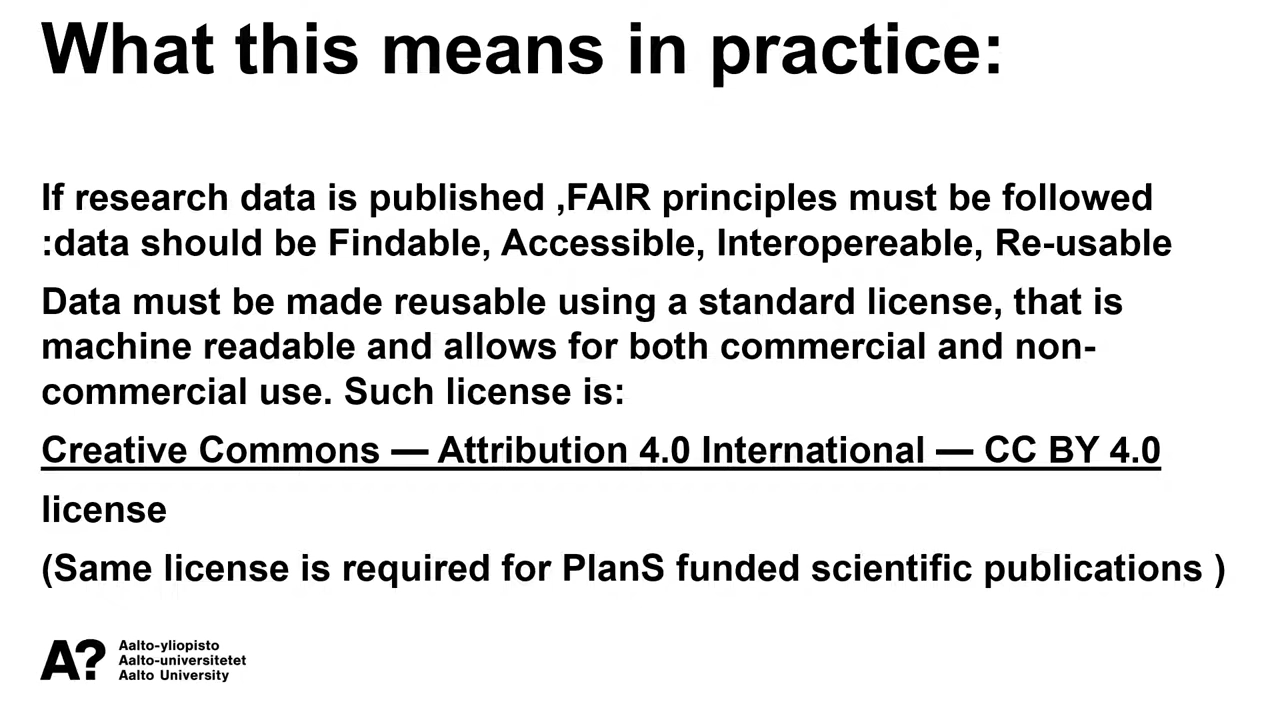 What this means in practice:
If research data is published ,FAIR principles must be followed
:data should be Findable, Accessible, Interopereable, Re-usable
Data must be made reusable using a standard license, that is
machine readable and allows for both commercial and non-
commercial use. Such license is:
Creative Commons — Attribution 4.0 International — CC BY 4.0
license
(Same license is required for PlanS funded scientific publications )
A?
Aalto-yliopisto
Aalto-universitetet
Aalto University